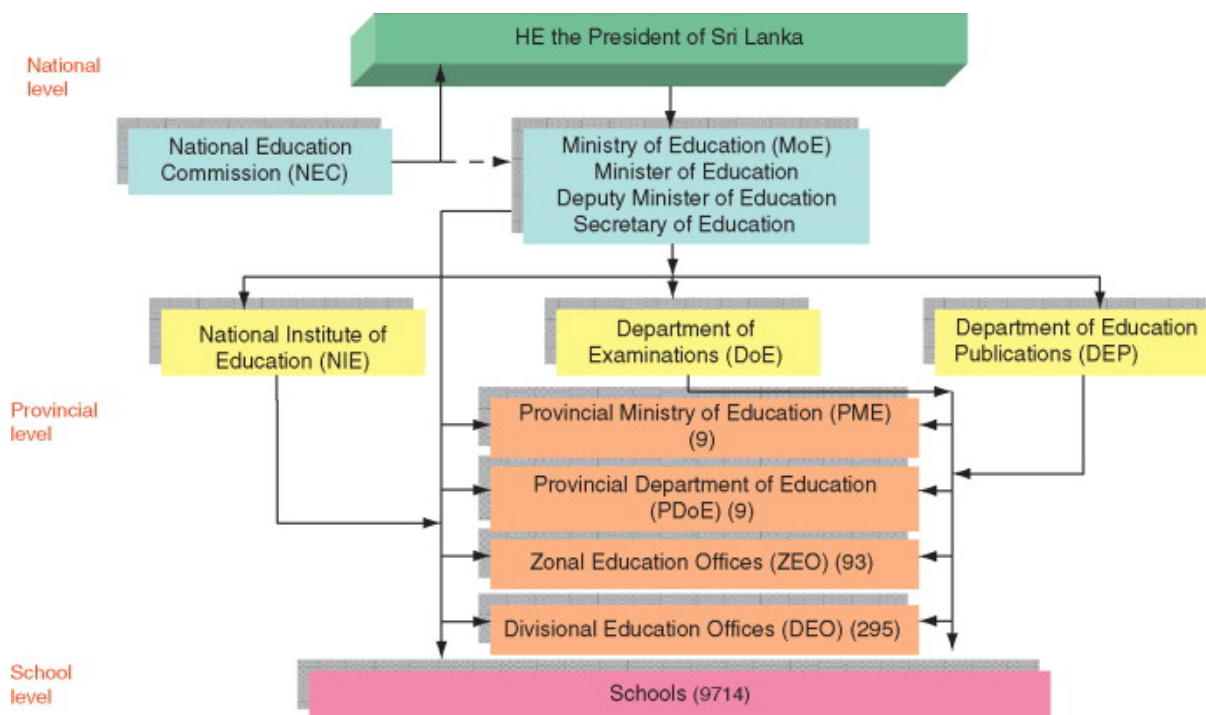 HE the President of Sri Lanka
National
level
National Education
Commission (NEC)
Ministry of Education (MoE)
Minister of Education
Deputy Minister of Education
Secretary of Education
National Institute of
Education (NIE)
Department of
Examinations (DoE)
Department of Education
Publications (DEP)
Provincial
level
Provincial Ministry of Education (PME)
(9)
Provincial Department of Education
(PDoE) (9)
Zonal Education Offices (ZEO) (93)
Divisional Education Offices (DEO) (295)
School
level
Schools (9714)